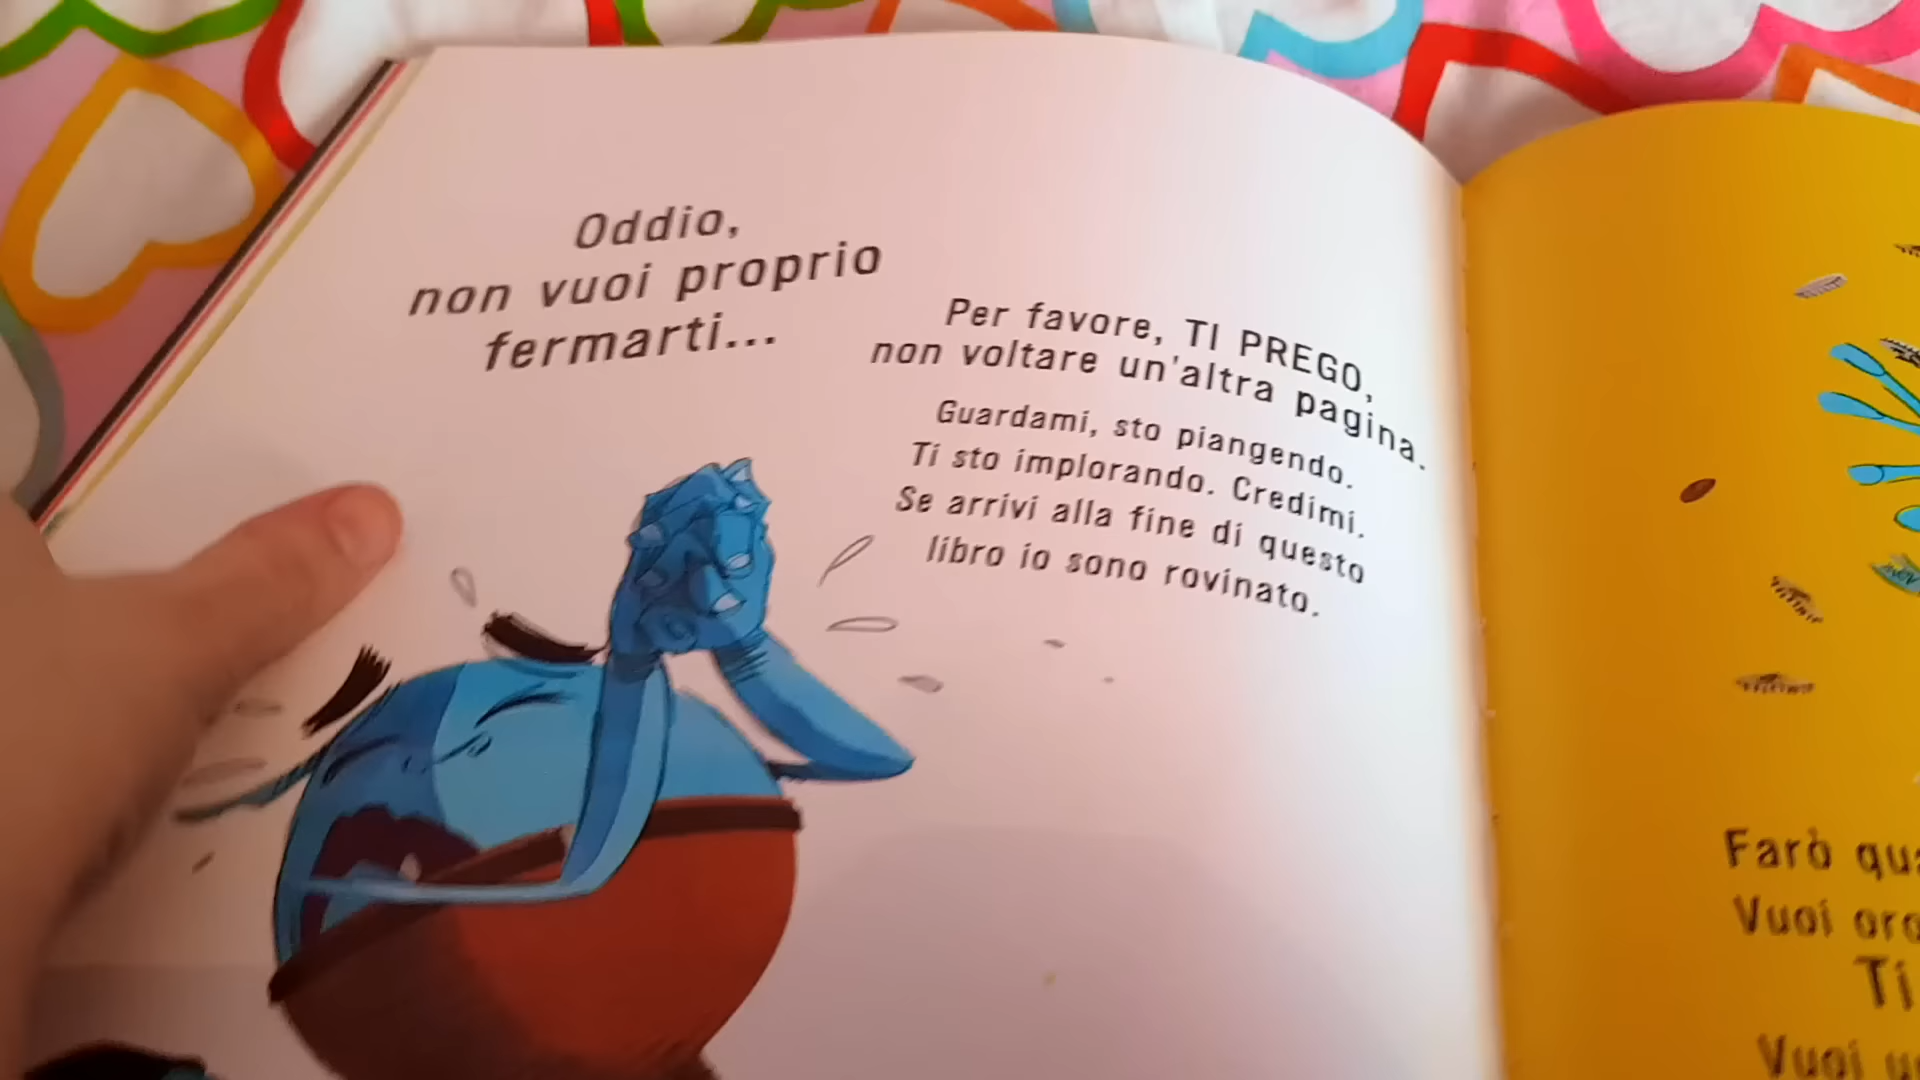 Oddio,
non vuoi proprio
fermarti...
Per favore, TI PREGO,
non voltare un'altra pagina.
Guardami, sto piangendo.
Ti sto implorando. Credimi.
Se arrivi alla fine di questo
libro io sono rovinato.
Farò
Vuoi
Ti
Vuoi